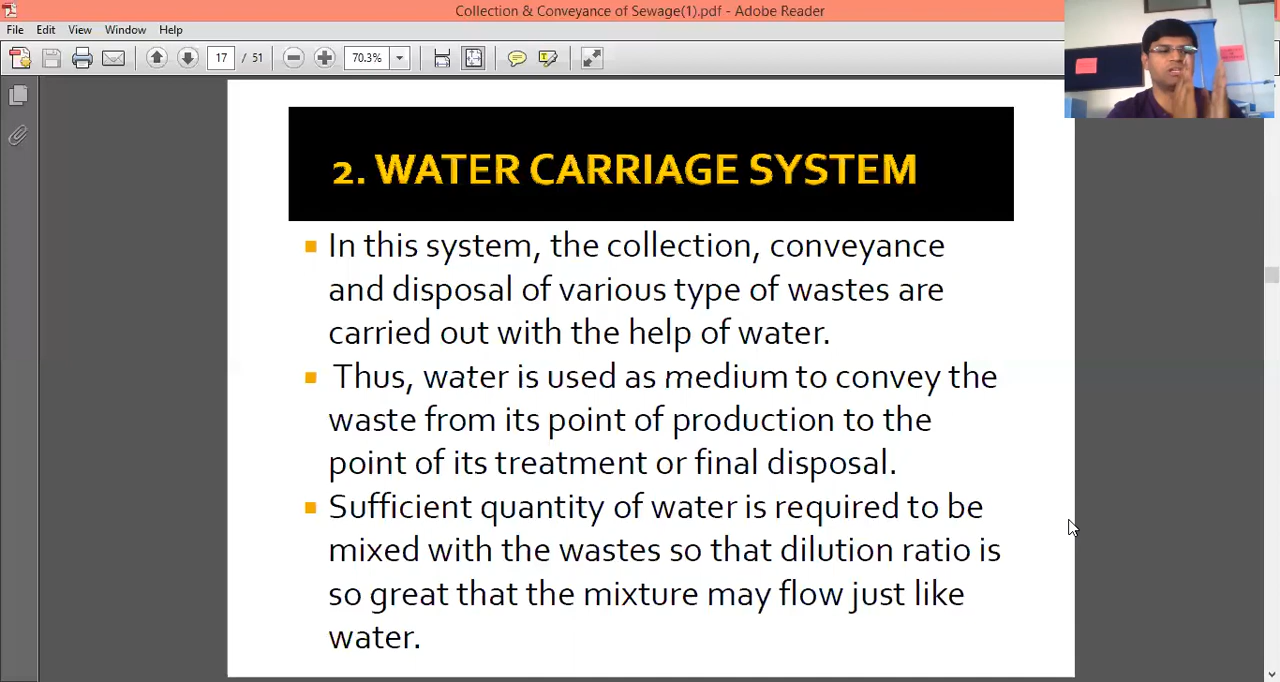 Collection & Conveyance of Sewage(1).pdf - Adobe Reader
File Edit View Window Help
17 / 51 70.3%
2. WATER CARRIAGE SYSTEM
In this system, the collection, conveyance
and disposal of various type of wastes are
carried out with the help of water.
Thus, water is used as medium to convey the
waste from its point of production to the
point of its treatment or final disposal.
Sufficient quantity of water is required to be
mixed with the wastes so that dilution ratio is
so great that the mixture may flow just like
water.